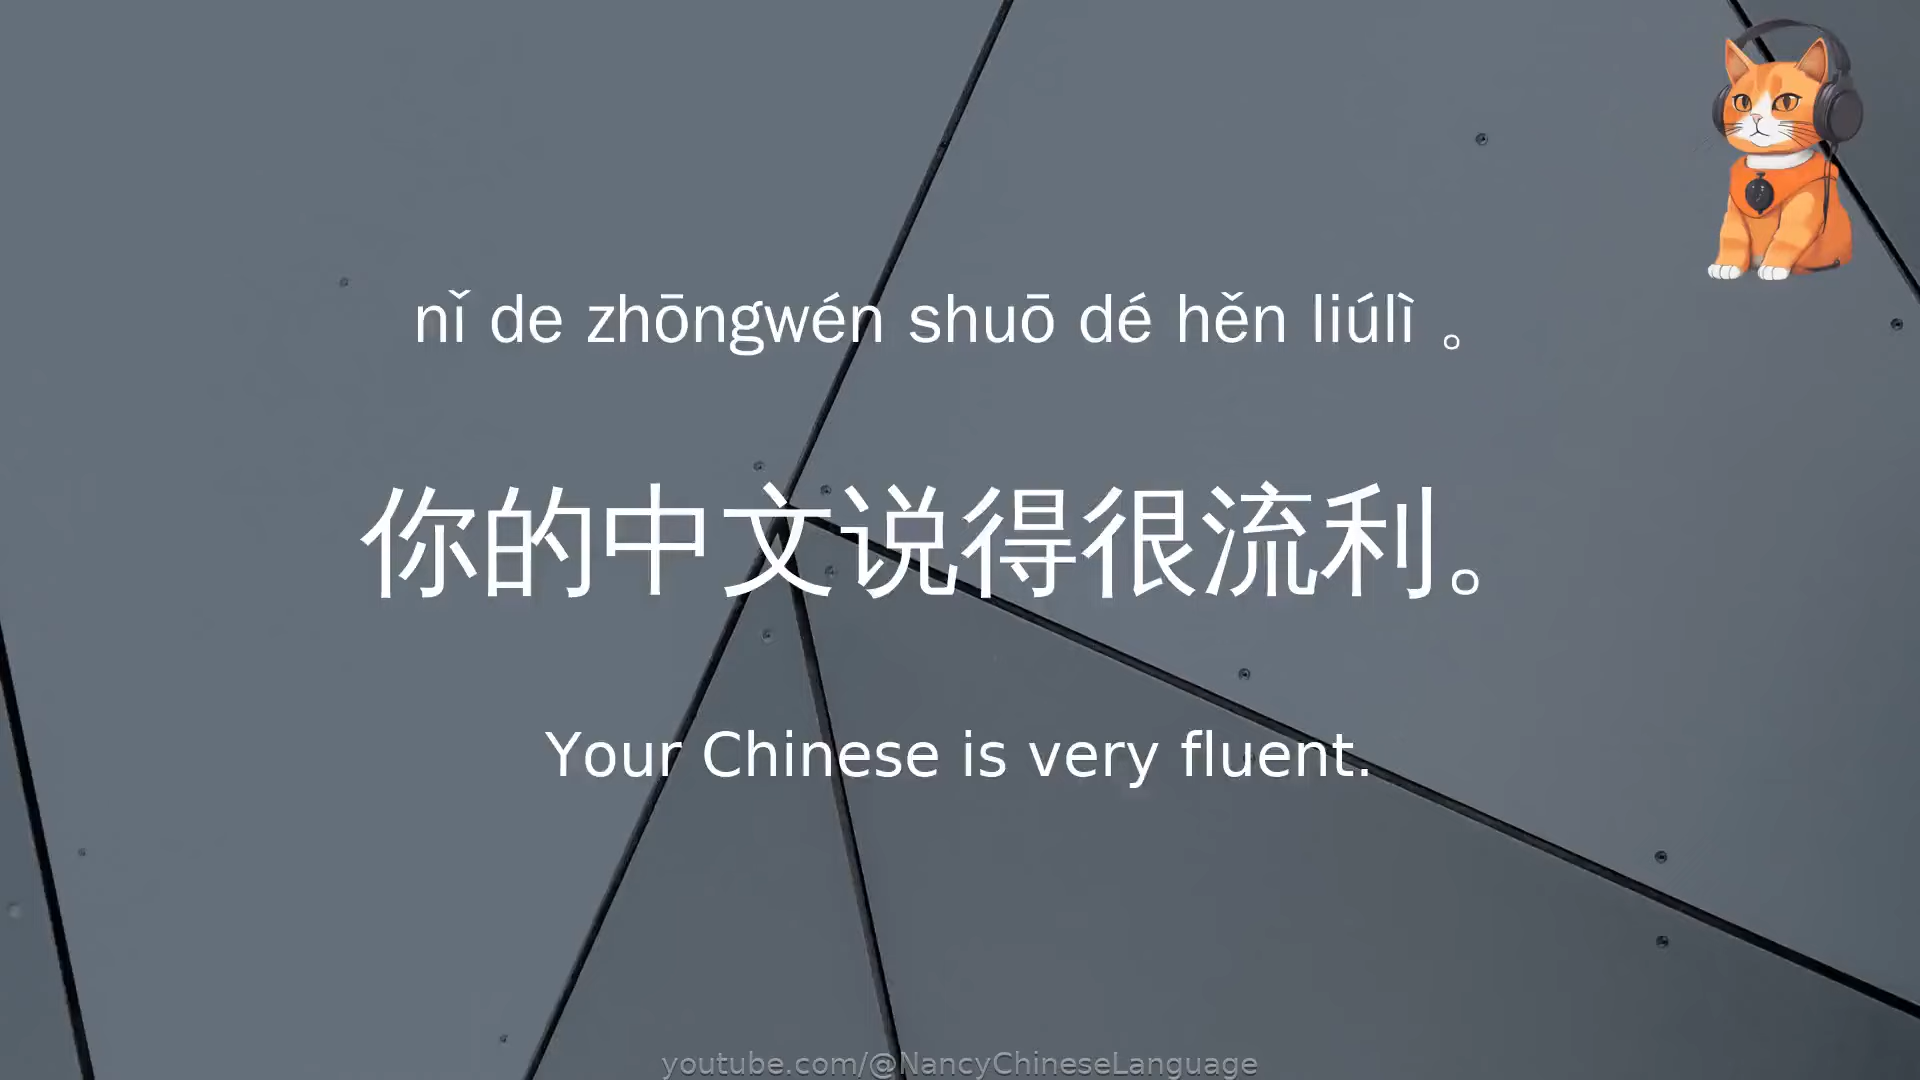 nǐ de zhōngwén shuō dé hěn liúlì 。
你的中文说得很流利。
Your Chinese is very fluent.
youtube.com/@NancyChineseLanguage